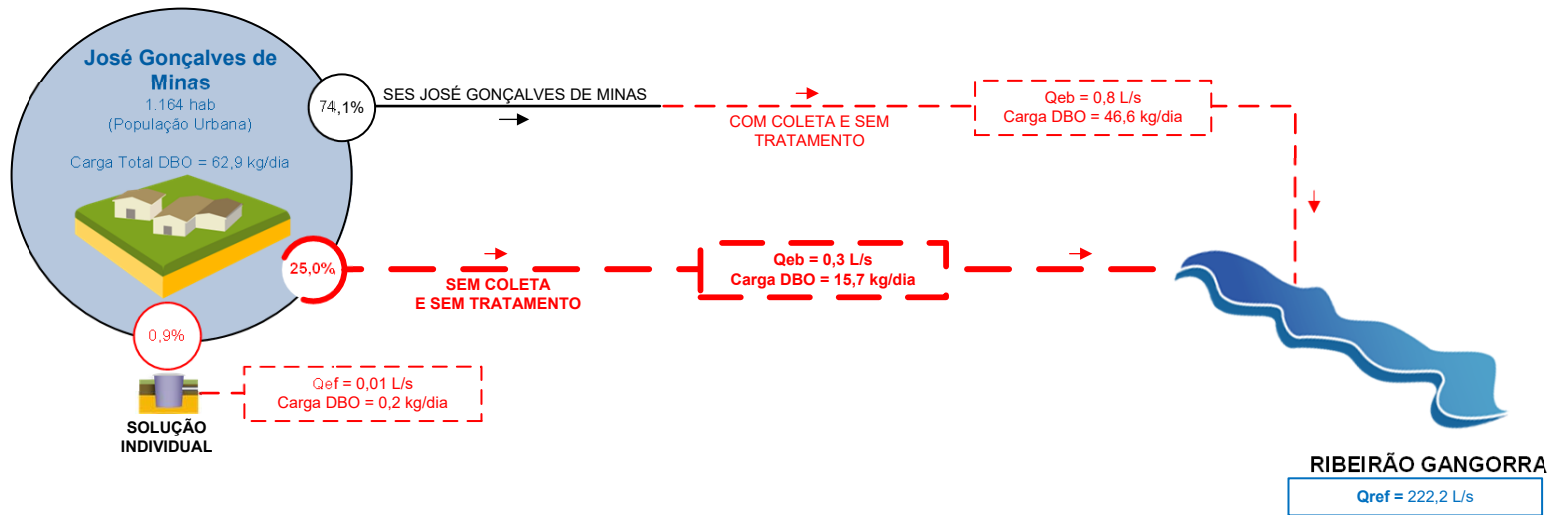 José Gonçalves de
Minas
1.164 hab
(População Urbana)
Carga Total DBO = 62,9 kg/dia
74,1%
SES JOSÉ GONÇALVES DE MINAS
COM COLETA E SEM
TRATAMENTO
Qeb = 0,8 L/s
Carga DBO = 46,6 kg/dia
25,0%
SEM COLETA
E SEM TRATAMENTO
Qeb = 0,3 L/s
Carga DBO = 15,7 kg/dia
0,9%
Qef = 0,01 L/s
Carga DBO = 0,2 kg/dia
SOLUÇÃO
INDIVIDUAL
RIBEIRÃO GANGORRA
Qref = 222,2 L/s